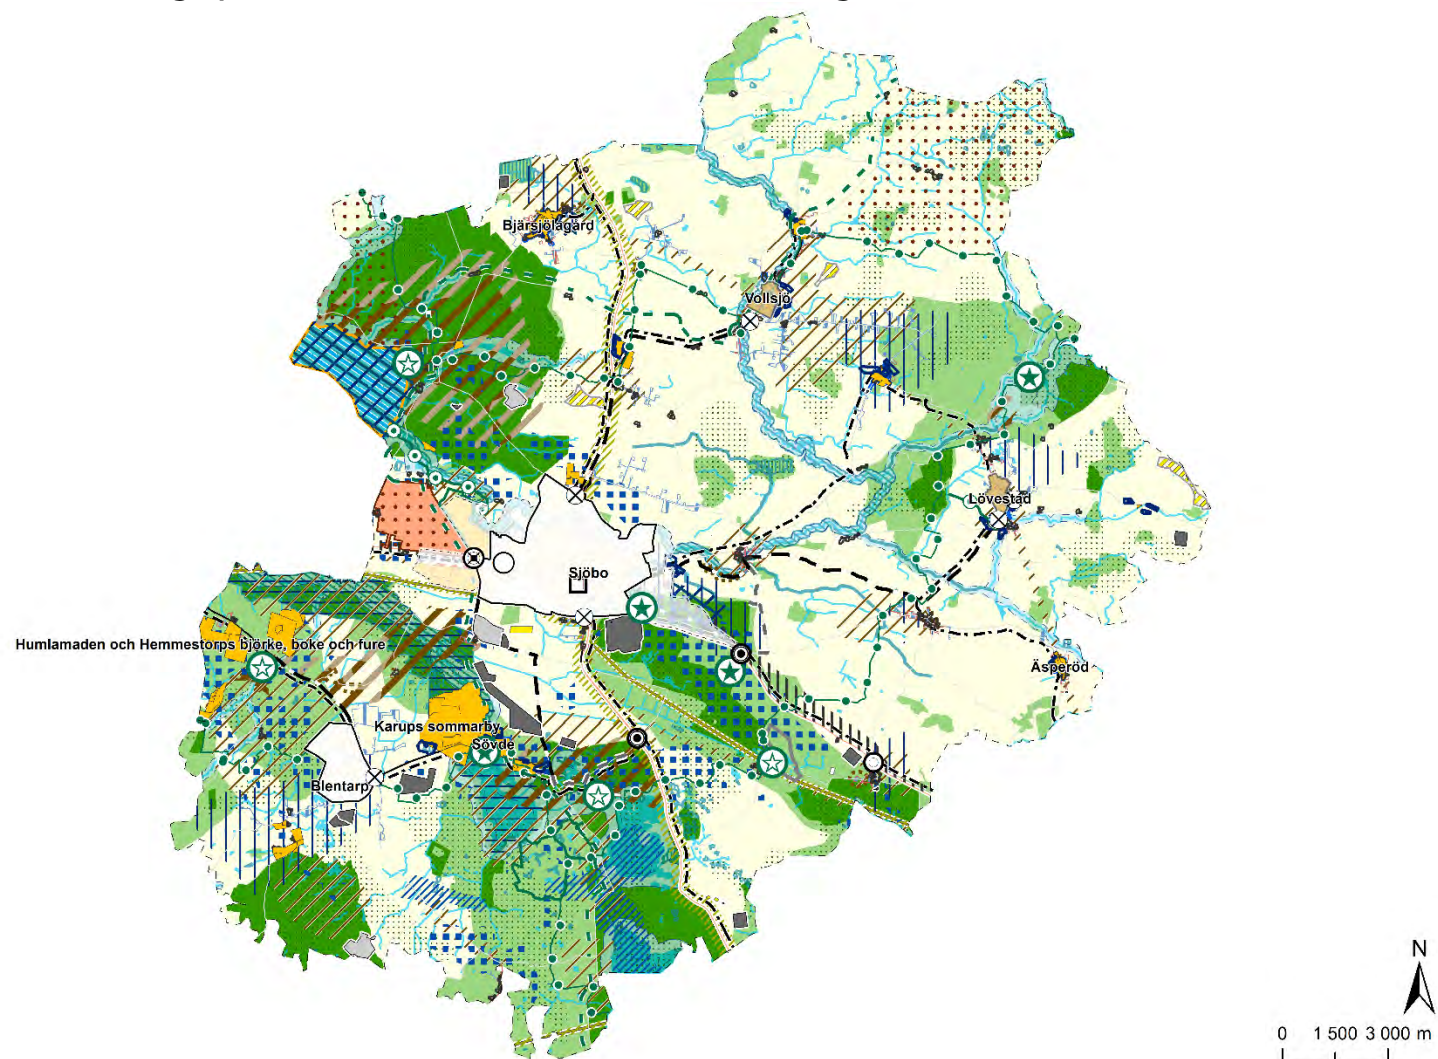 Bjärsjölagård
Vollsjö
Lövestad
Sjöbo
Humlamaden och Hemmestorps björke, boke och fure
Äsperöd
Karups sommarby
Sövde
Blentarp
N
0 1 500 3 000 m